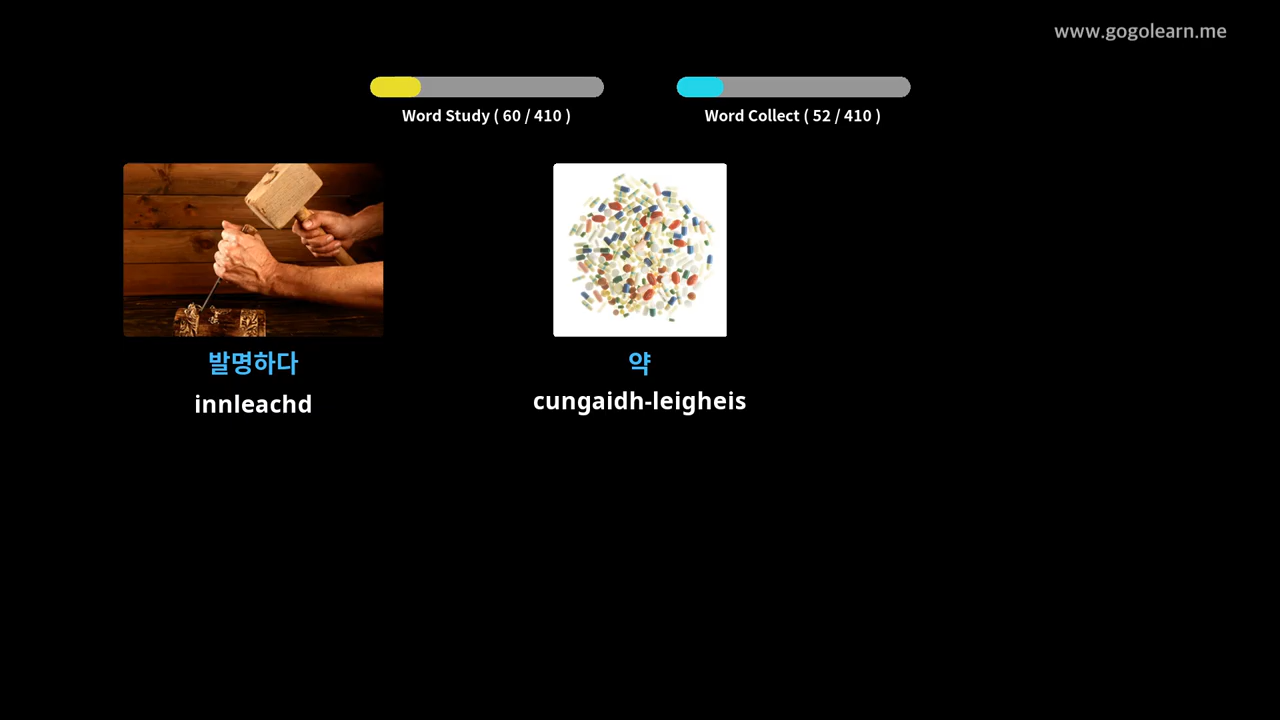 www.gogolearn.me
Word Study ( 60 / 410 )
Word Collect ( 52 / 410 )
발명하다
약
innleachd
cungaidh-leigheis